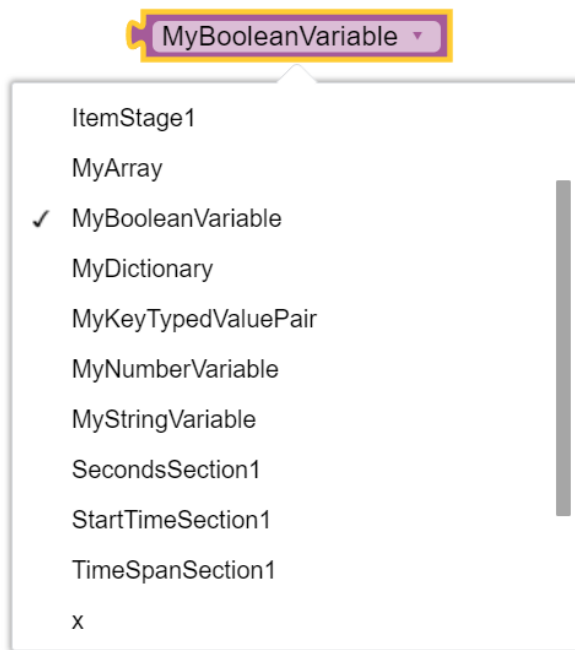 MyBooleanVariable
ItemStage1
MyArray
MyBooleanVariable
MyDictionary
MyKeyTypedValuePair
MyNumberVariable
MyStringVariable
SecondsSection1
StartTimeSection1
TimeSpanSection1
x